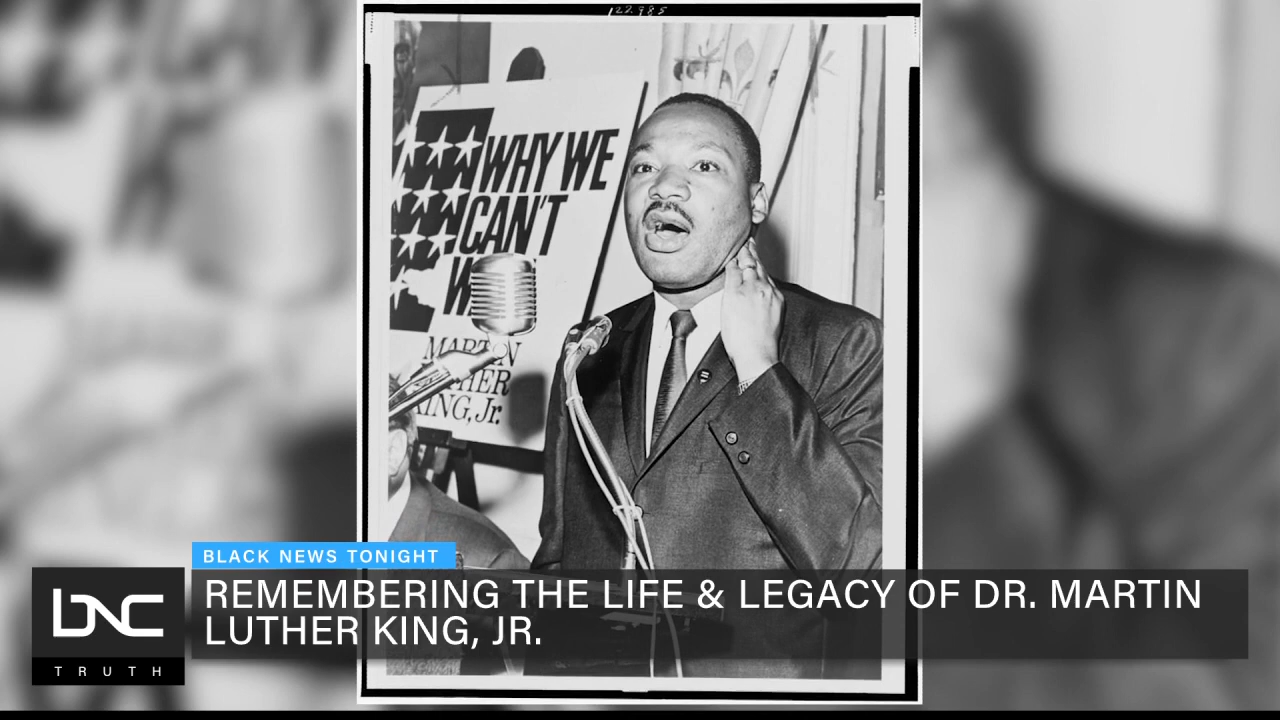 122985
WHY WE
CAN'T
MARTIN
KING, Jr.
BLACK NEWS TONIGHT
REMEMBERING THE LIFE & LEGACY OF DR. MARTIN
LUTHER KING, JR.
BNC
TRUTH